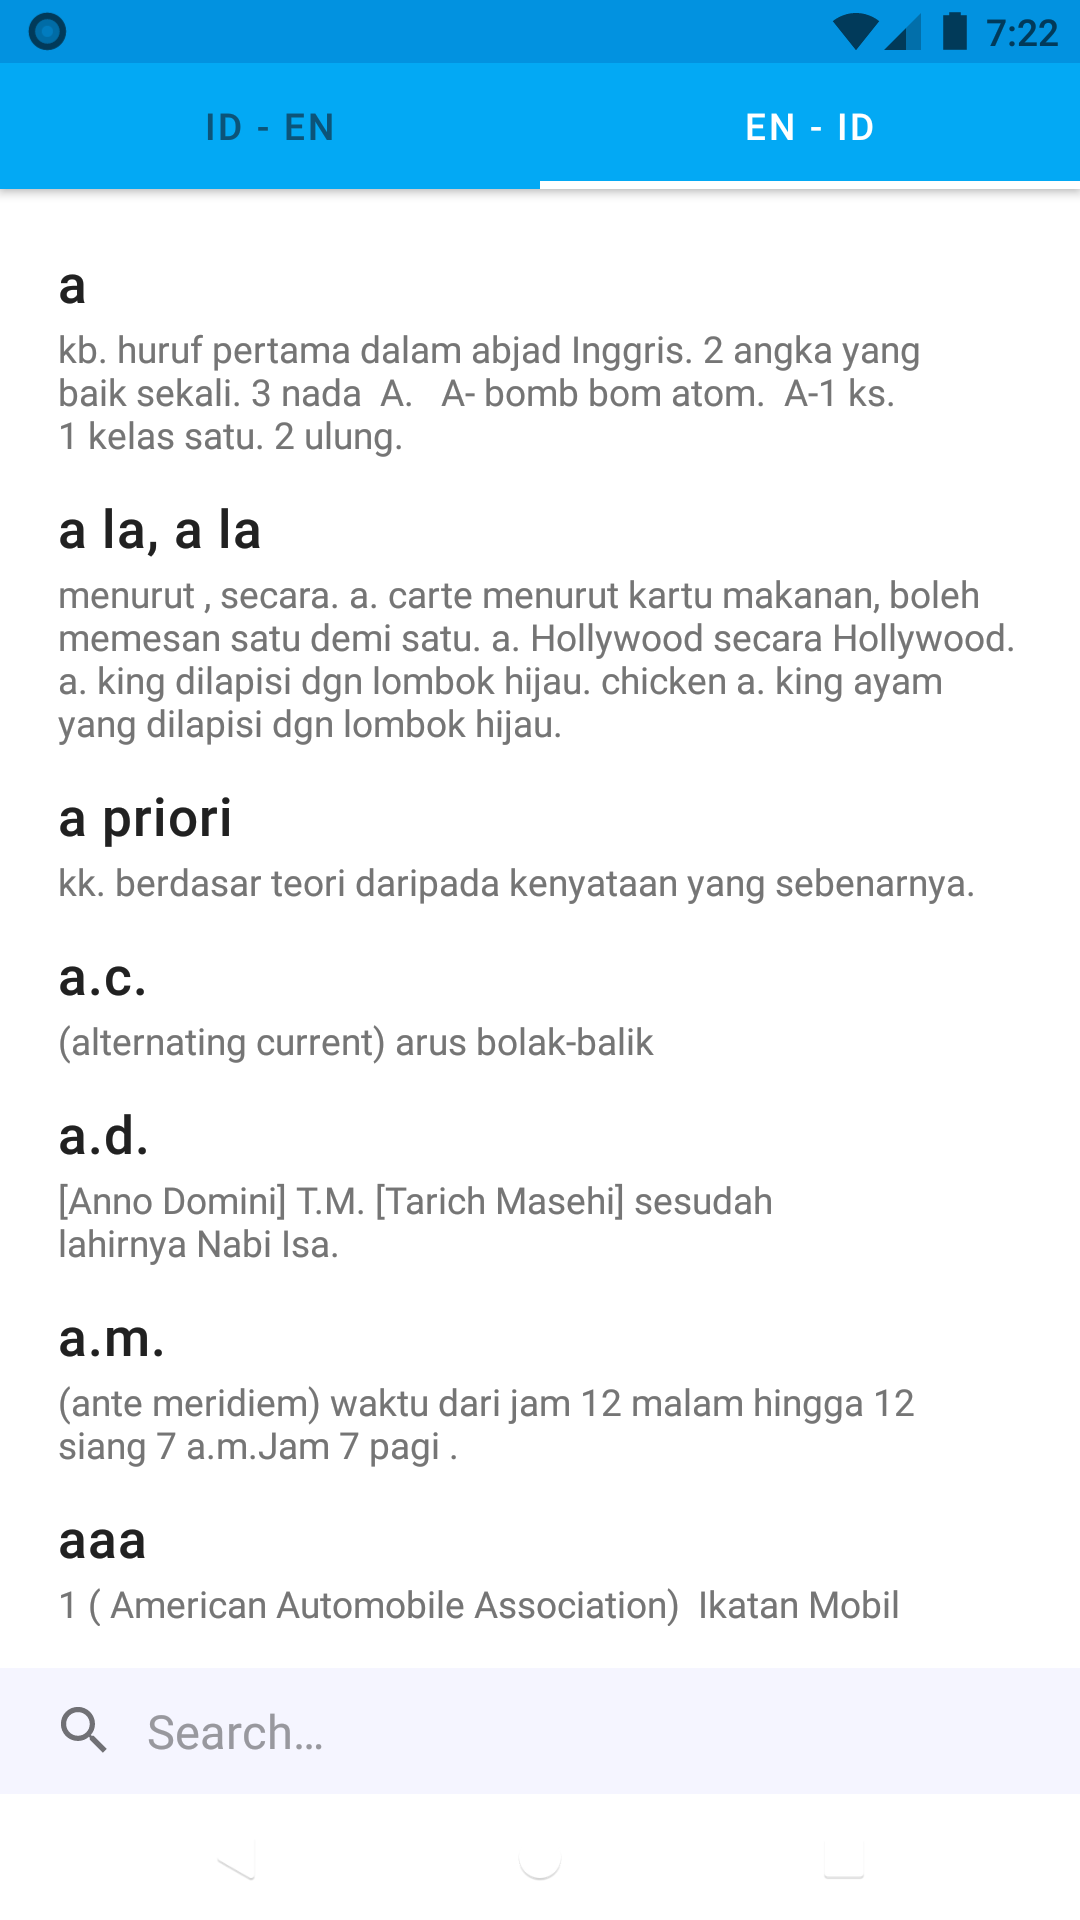 7:22
ID - EN
EN - ID
a
kb. huruf pertama dalam abjad Inggris. 2 angka yang
baik sekali. 3 nada  A.   A- bomb bom atom.  A-1 ks.
1 kelas satu. 2 ulung.
a la, a la
menurut , secara. a. carte menurut kartu makanan, boleh
memesan satu demi satu. a. Hollywood secara Hollywood.
a. king dilapisi dgn lombok hijau. chicken a. king ayam
yang dilapisi dgn lombok hijau.
a priori
kk. berdasar teori daripada kenyataan yang sebenarnya.
a.c.
(alternating current) arus bolak-balik
a.d.
[Anno Domini] T.M. [Tarich Masehi] sesudah
lahirnya Nabi Isa.
a.m.
(ante meridiem) waktu dari jam 12 malam hingga 12
siang 7 a.m.Jam 7 pagi .
aaa
1 ( American Automobile Association)  Ikatan Mobil
Search...